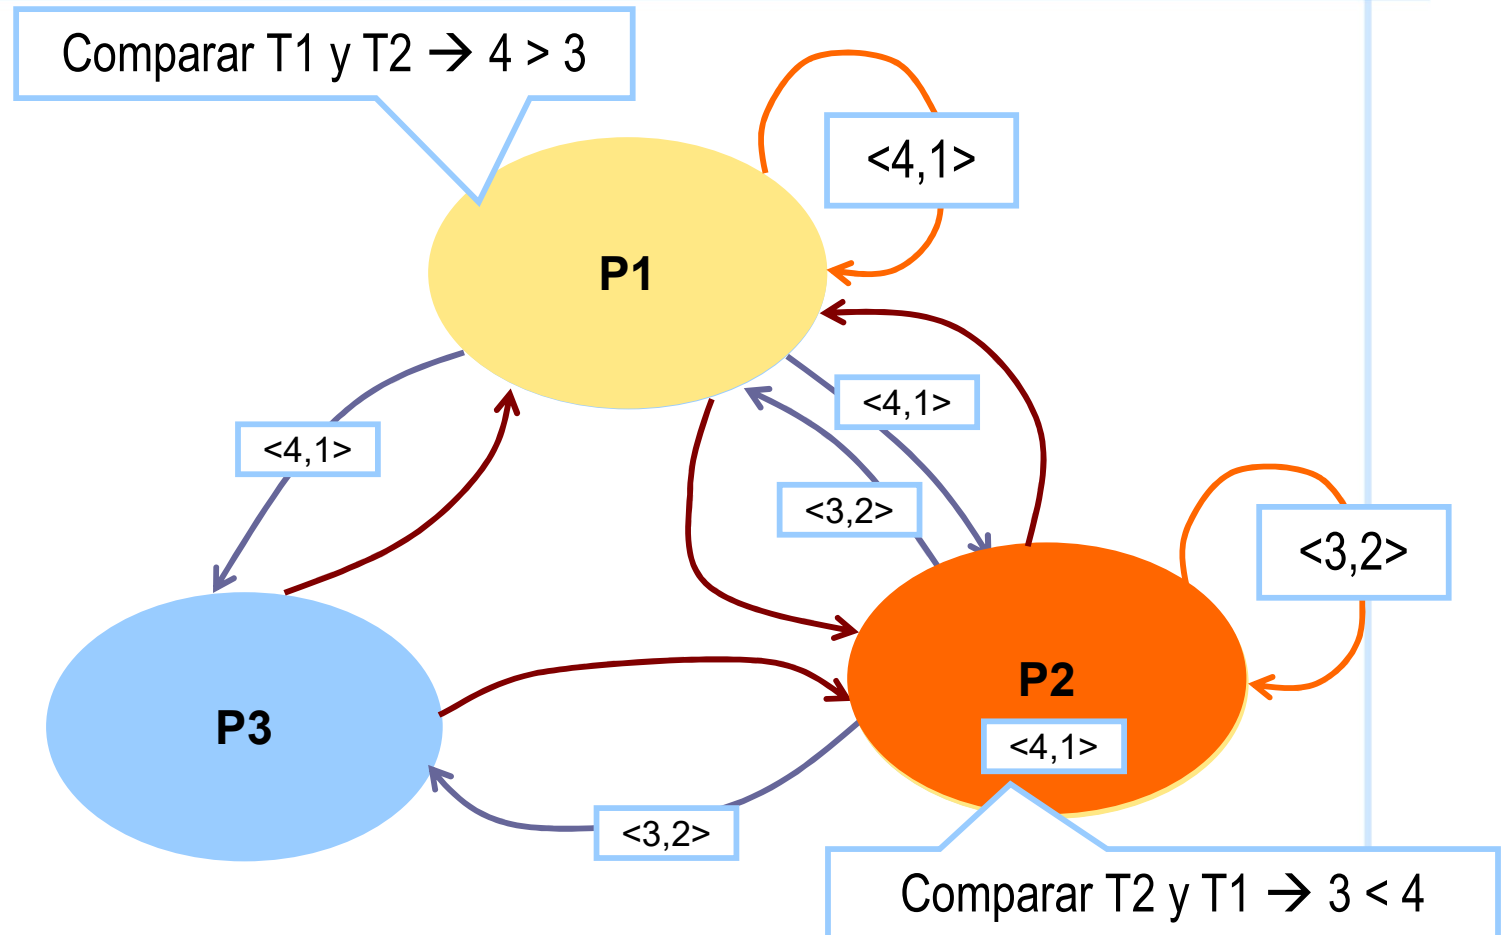 Comparar T1 y T2 → 4 > 3
<4,1>
P1
<4,1>
<4,1>
<3,2>
<3,2>
P2
P3
<4,1>
<3,2>
Comparar T2 y T1 → 3 < 4